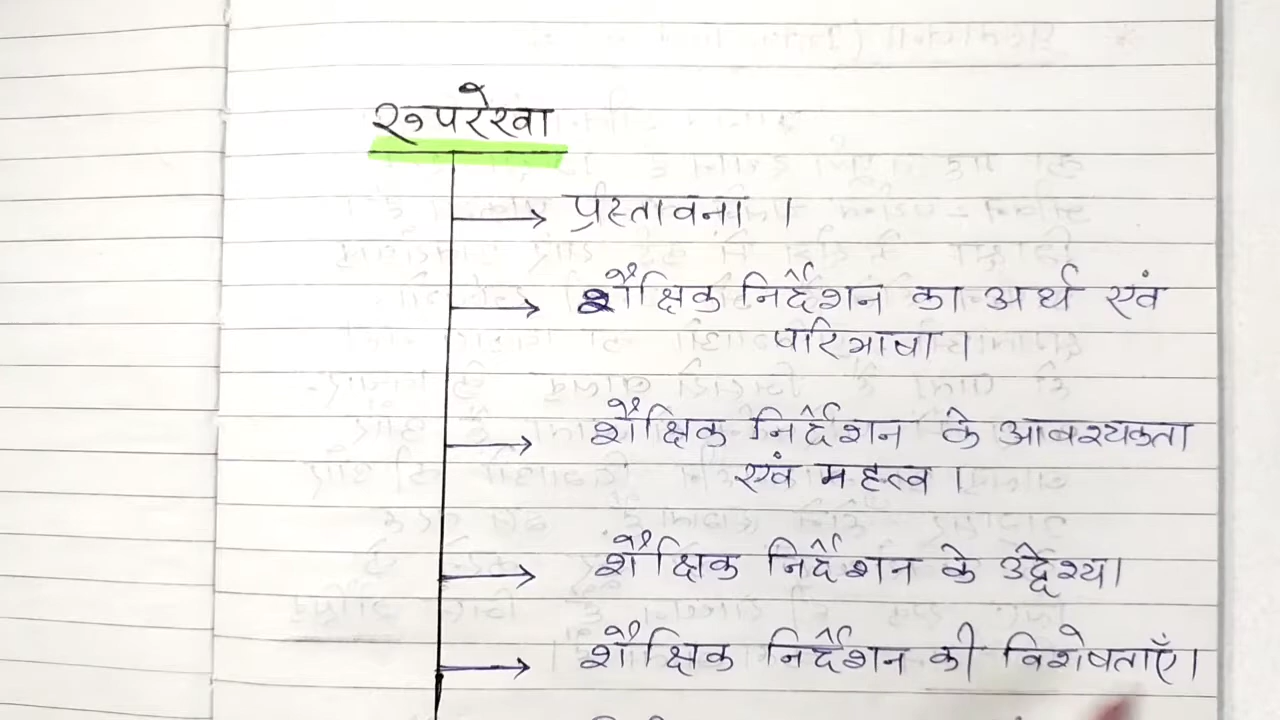 रूपरेखा
प्रस्तावना ।
शैक्षिक निर्देशन का अर्थ एवं
परिभाषा ।
शैक्षिक निर्देशन के आवश्यकता
एवं महत्व ।
शैक्षिक निर्देशन के उद्देश्य ।
शैक्षिक निर्देशन की विशेषताएँ ।